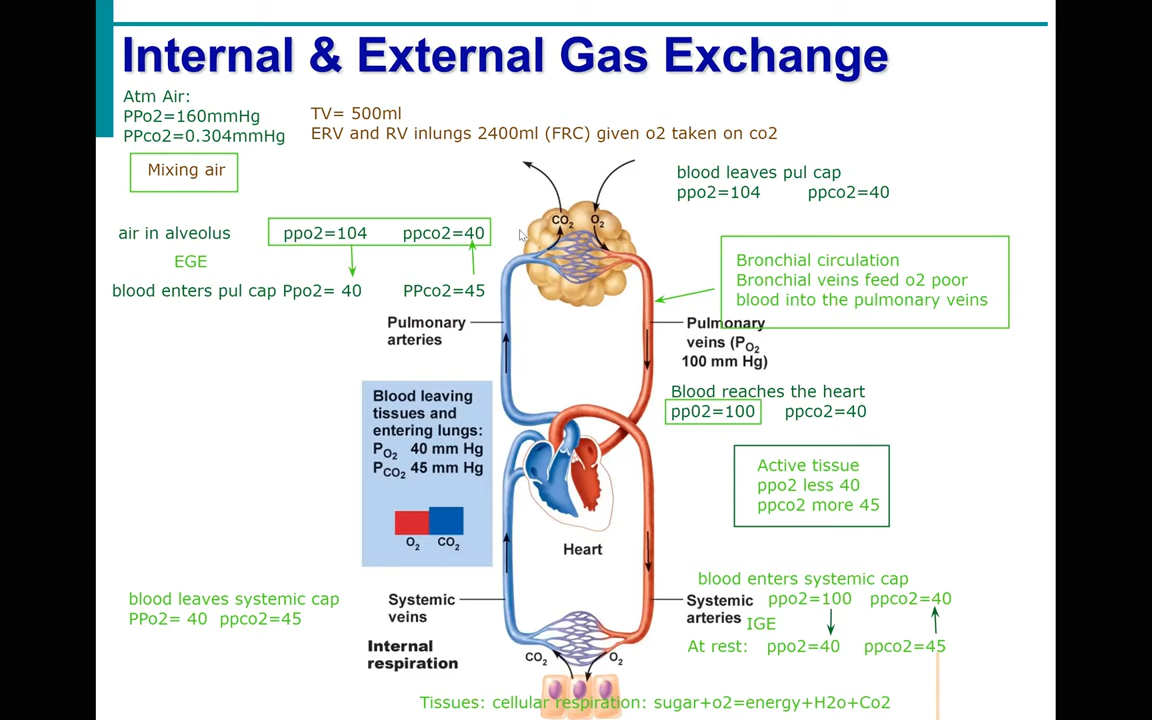 Internal & External Gas Exchange
Atm Air:
PPo2=160mmHg
PPco2=0.304mmHg
TV= 500ml
ERV and RV inlungs 2400ml (FRC) given o2 taken on co2
Mixing air
blood leaves pul cap
ppo2=104 ppco2=40
CO2 O2
air in alveolus ppo2=104 ppco2=40
EGE
blood enters pul cap Ppo2= 40 PPco2=45
Bronchial circulation
Bronchial veins feed o2 poor
blood into the pulmonary veins
Pulmonary
arteries
Pulmonary
veins (PO2
100 mm Hg)
Blood leaving
tissues and
entering lungs:
PO2 40 mm Hg
PCO2 45 mm Hg
O2 CO2
Blood reaches the heart
pp02=100 ppco2=40
Active tissue
ppo2 less 40
ppco2 more 45
Heart
blood enters systemic cap
ppo2=100 ppco2=40
Systemic
arteries
IGE
At rest: ppo2=40 ppco2=45
blood leaves systemic cap
PPo2= 40 ppco2=45
Systemic
veins
Internal
respiration
CO2 O2
Tissues: cellular respiration: sugar+o2=energy+H2o+Co2